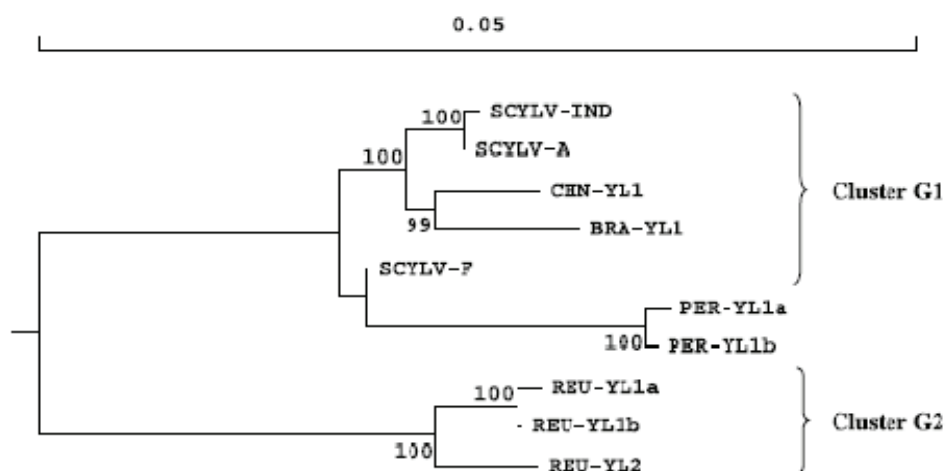 0.05
100 SCYLV-IND
SCYLV-A
100
CHN-YL1
99 BRA-YL1
Cluster G1
SCYLV-F
PER-YL1a
100 PER-YL1b
100 REU-YL1a
REU-YL1b
100 REU-YL2
Cluster G2